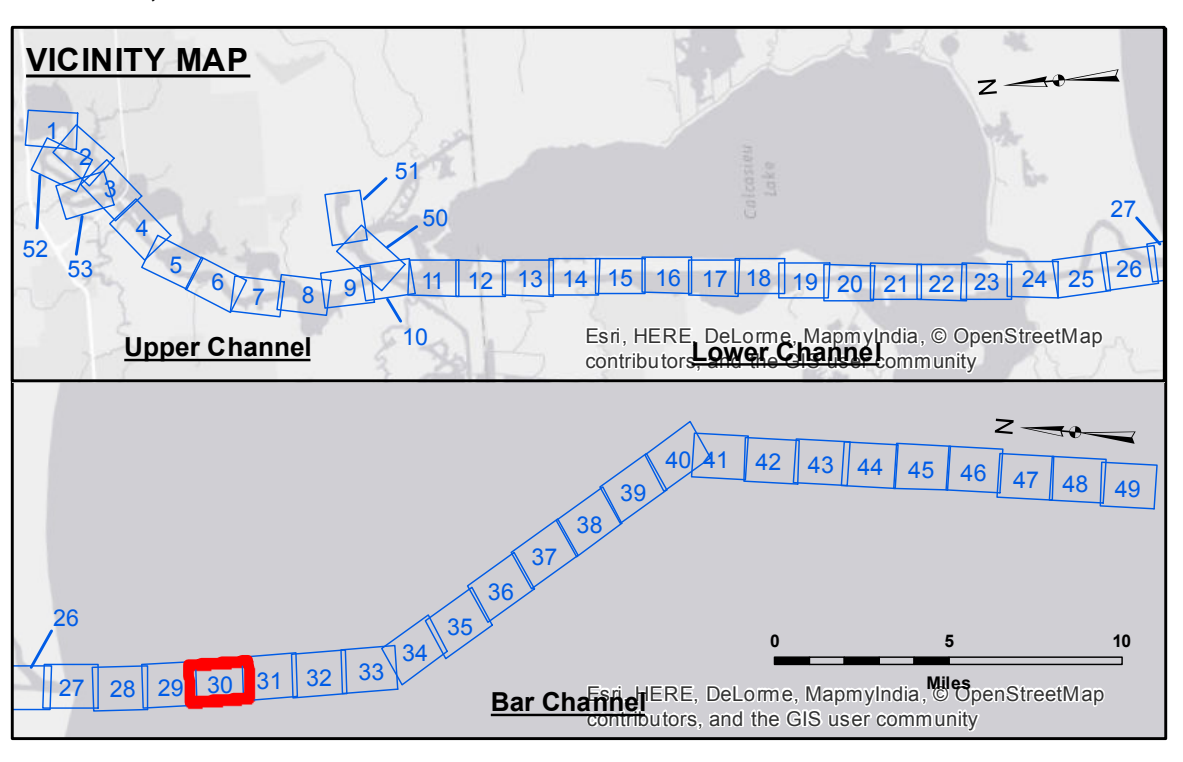 VICINITY MAP
N
1
2
3
52
53
4
5
6
7
8
9
10
51
50
11 12 13 14 15 16 17 18 19 20 21 22 23 24 25 26
27
Calcasieu
Lake
Upper Channel
Lower Channel
Esri, HERE, DeLorme, MapmyIndia, © OpenStreetMap
contributors, and the GIS user community
N
26
27 28 29 30 31 32 33 34 35 36 37 38 39 40 41 42 43 44 45 46 47 48 49
0 5 10
Miles
Bar Channel
Esri, HERE, DeLorme, MapmyIndia, © OpenStreetMap
contributors, and the GIS user community